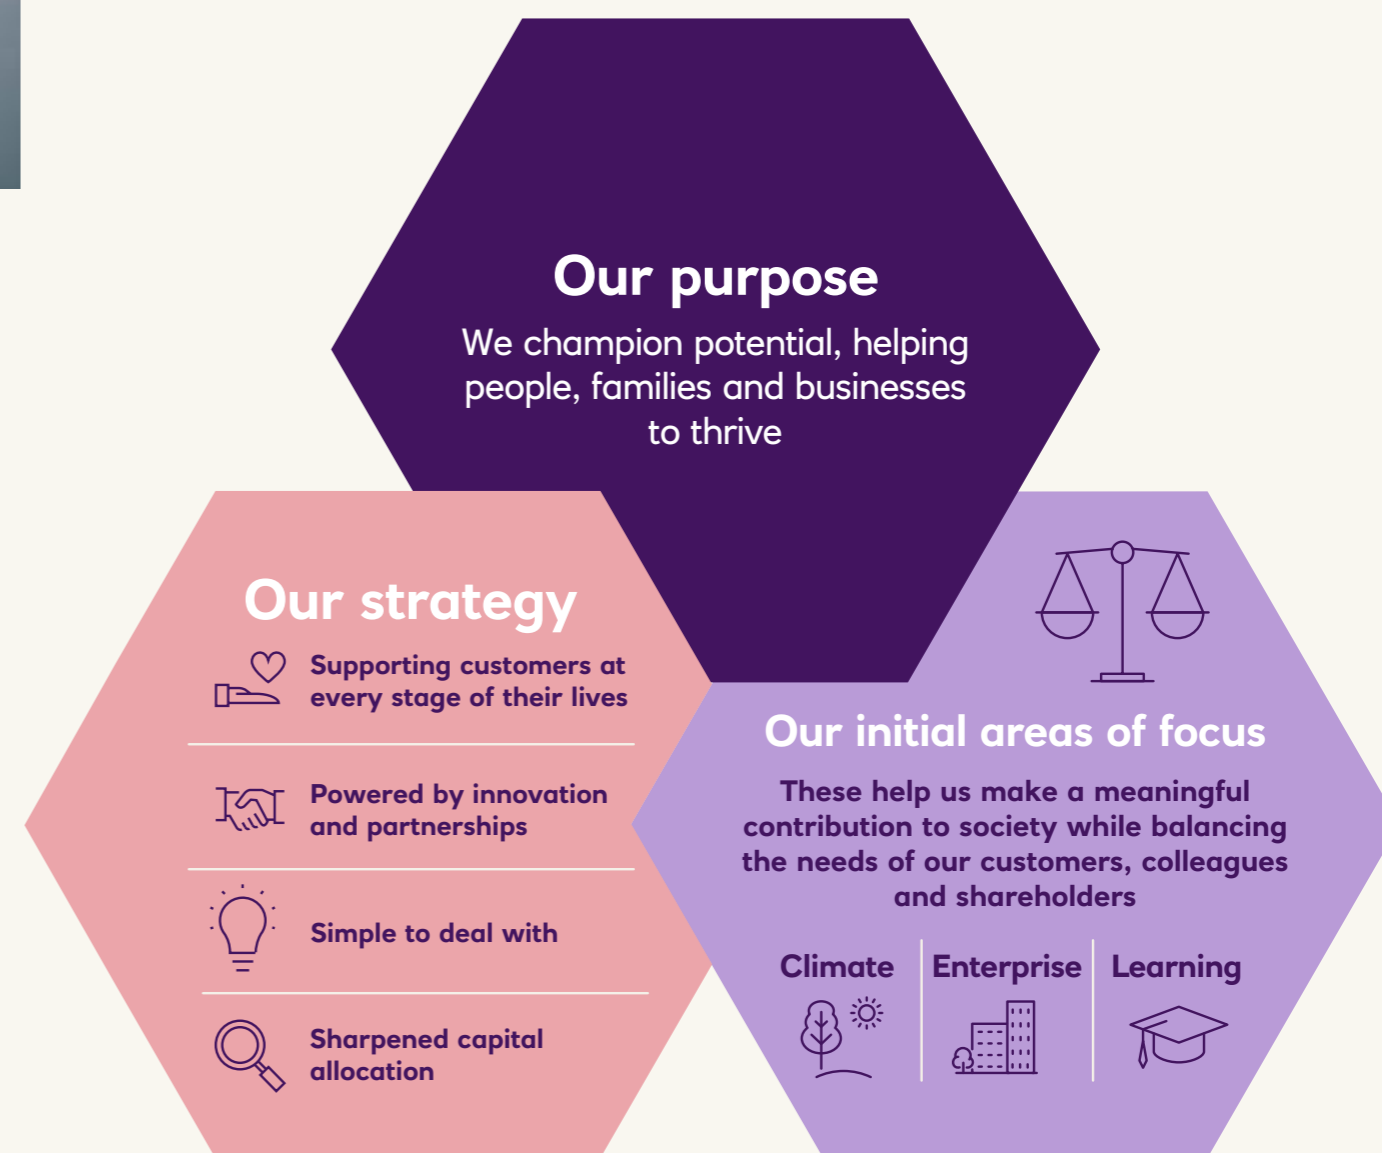 Our purpose
We champion potential, helping
people, families and businesses
to thrive
Our strategy
Supporting customers at
every stage of their lives
Powered by innovation
and partnerships
Simple to deal with
Sharpened capital
allocation
Our initial areas of focus
These help us make a meaningful
contribution to society while balancing
the needs of our customers, colleagues
and shareholders
Climate
Enterprise
Learning